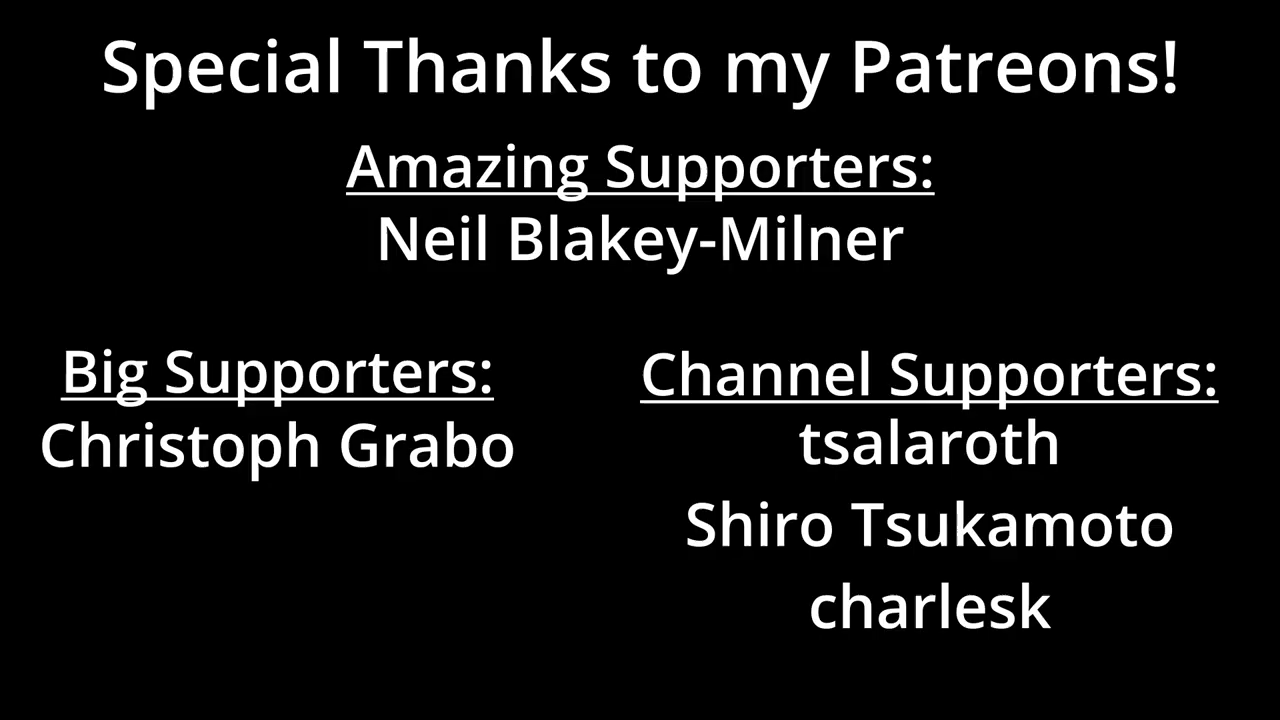 Special Thanks to my Patreons!
Amazing Supporters:
Neil Blakey-Milner
Big Supporters:
Christoph Grabo
Channel Supporters:
tsalaroth
Shiro Tsukamoto
charlesk